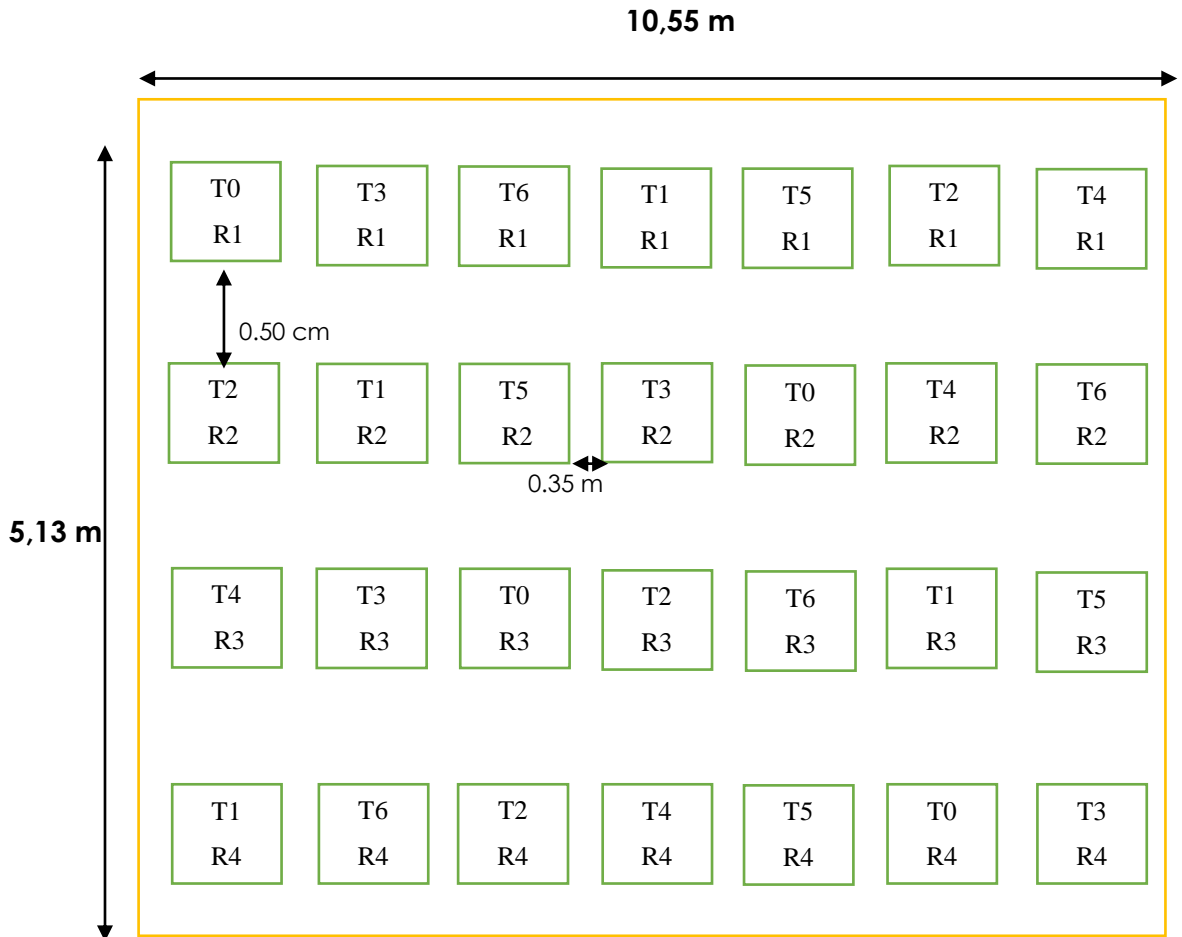 10,55 m
T0 T3 T6 T1 T5 T2 T4
R1 R1 R1 R1 R1 R1 R1
0.50 cm
T2 T1 T5 T3 T0 T4 T6
R2 R2 R2 R2 R2 R2 R2
0.35 m
5,13 m
T4 T3 T0 T2 T6 T1 T5
R3 R3 R3 R3 R3 R3 R3
T1 T6 T2 T4 T5 T0 T3
R4 R4 R4 R4 R4 R4 R4